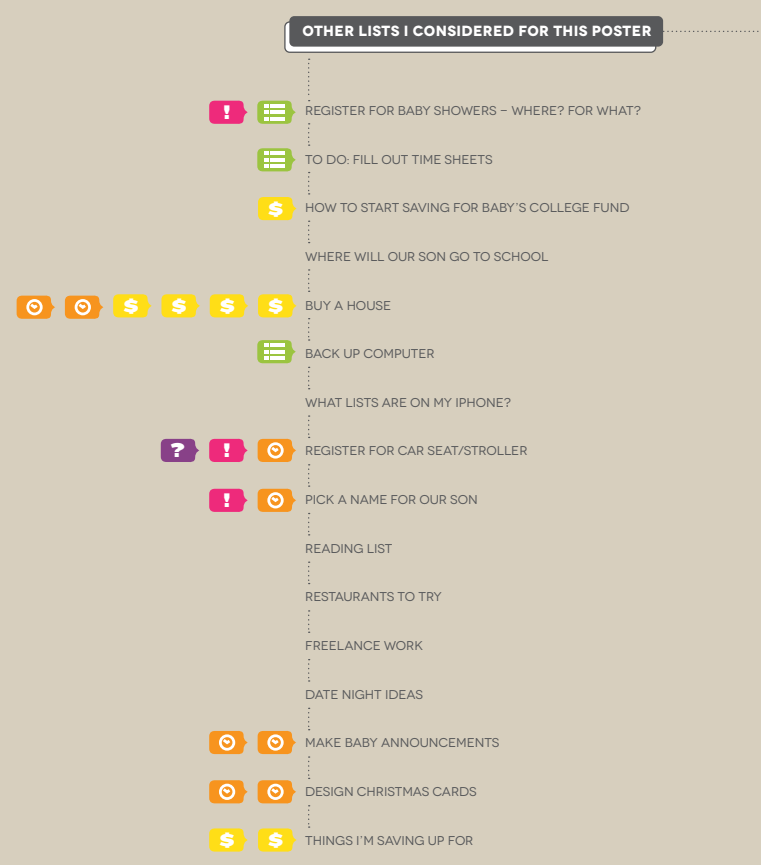 OTHER LISTS I CONSIDERED FOR THIS POSTER
! REGISTER FOR BABY SHOWERS – WHERE? FOR WHAT?
TO DO: FILL OUT TIME SHEETS
$ HOW TO START SAVING FOR BABY'S COLLEGE FUND
WHERE WILL OUR SON GO TO SCHOOL
$ $ $ $ BUY A HOUSE
BACK UP COMPUTER
WHAT LISTS ARE ON MY IPHONE?
? ! REGISTER FOR CAR SEAT/STROLLER
! PICK A NAME FOR OUR SON
READING LIST
RESTAURANTS TO TRY
FREELANCE WORK
DATE NIGHT IDEAS
MAKE BABY ANNOUNCEMENTS
DESIGN CHRISTMAS CARDS
$ $ THINGS I'M SAVING UP FOR